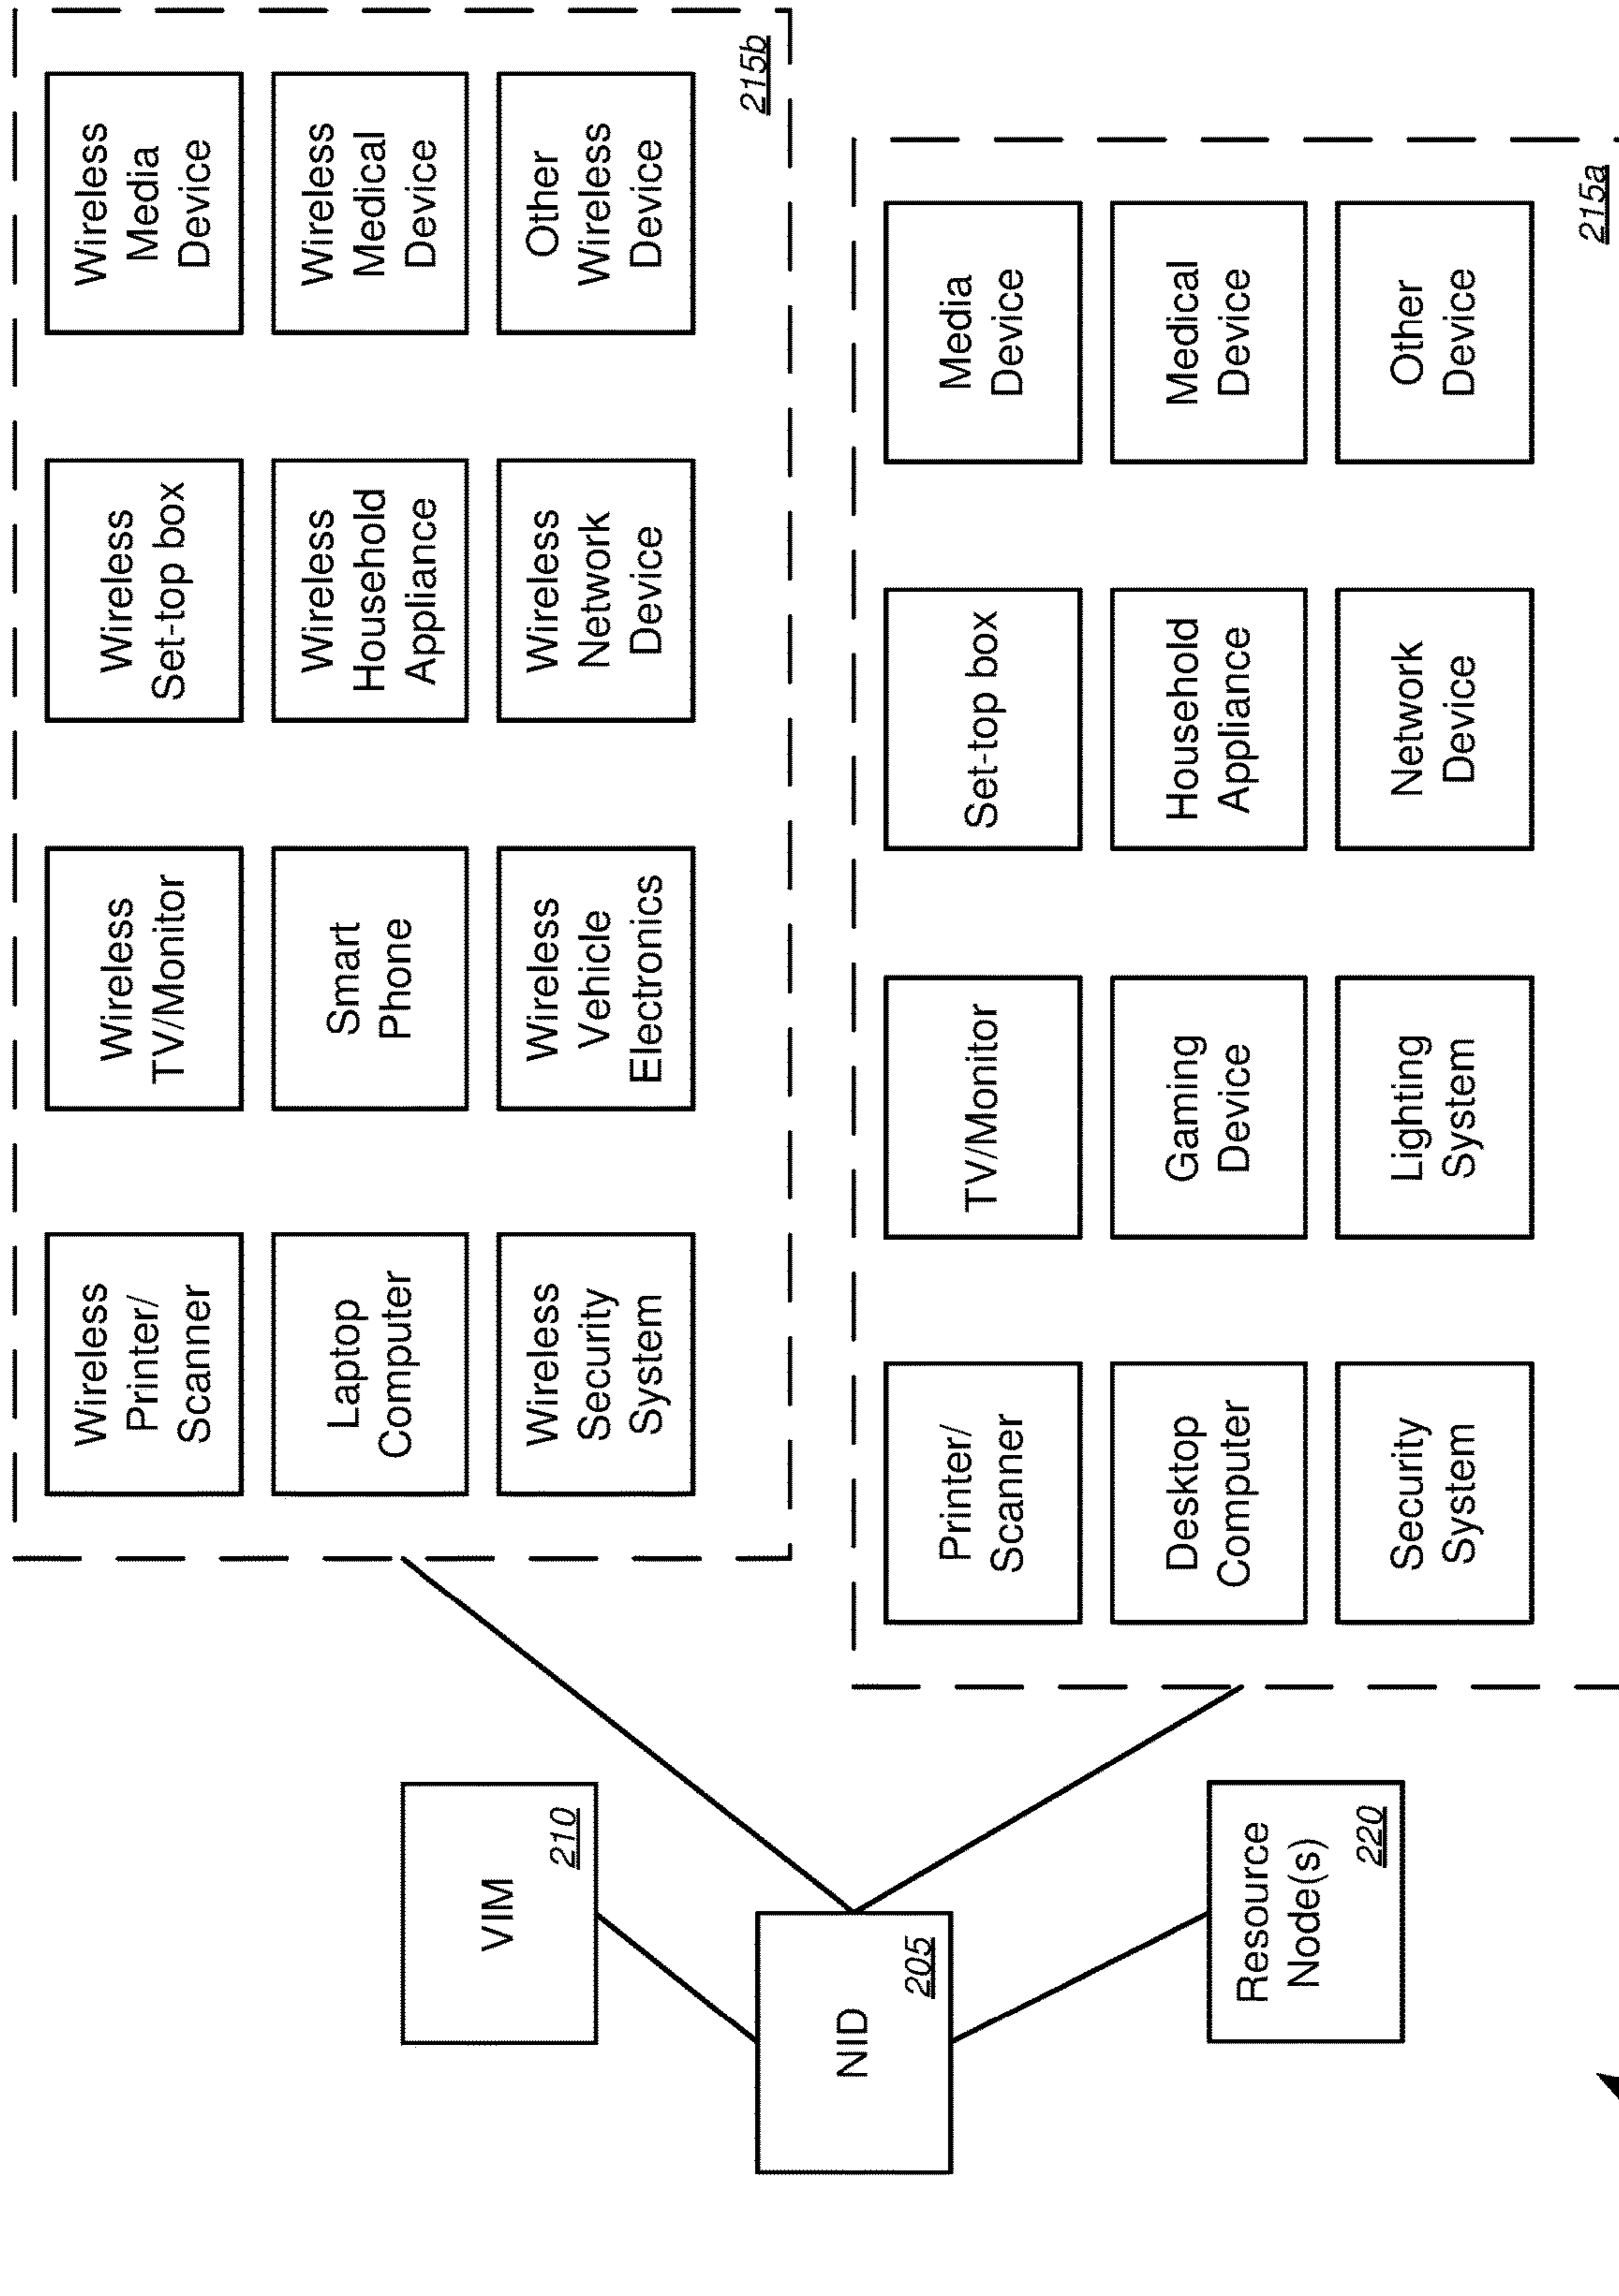 Wireless
Printer/
Scanner
Wireless
TV/Monitor
Wireless
Set-top box
Wireless
Media
Device
Laptop
Computer
Smart
Phone
Wireless
Household
Appliance
Wireless
Medical
Device
Wireless
Security
System
Wireless
Vehicle
Electronics
Wireless
Network
Device
Other
Wireless
Device
215b
VIM
210
NID
205
Resource
Node(s)
220
Printer/
Scanner
TV/Monitor
Set-top box
Media
Device
Desktop
Computer
Gaming
Device
Household
Appliance
Medical
Device
Security
System
Lighting
System
Network
Device
Other
Device
215a